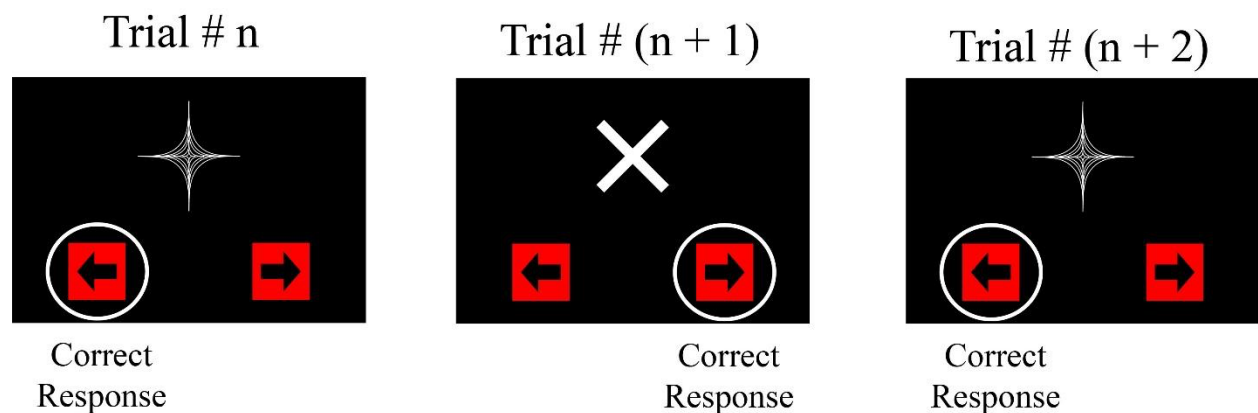 Trial # n
Trial # (n + 1)
Trial # (n + 2)
Correct
Response
Correct
Response
Correct
Response